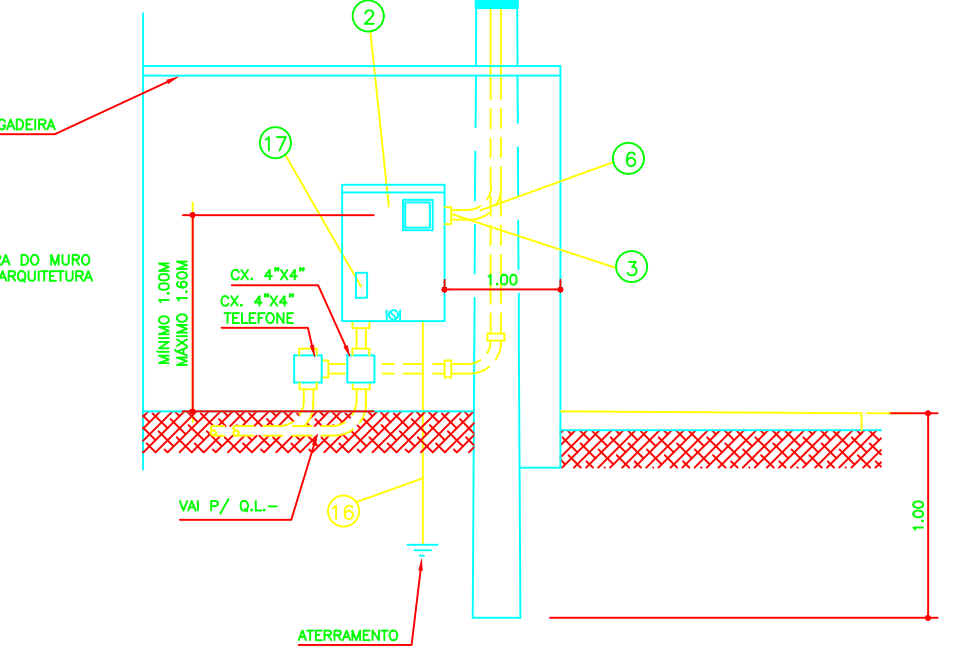 2
GADEIRA
17
6
RA DO MURO
ARQUITETURA
3
CX. 4"X4"
1.00
CX. 4"X4"
TELEFONE
MÍNIMO 1.00M
MÁXIMO 1.60M
VAI P/ Q.L.-
16
1.00
ATERRAMENTO